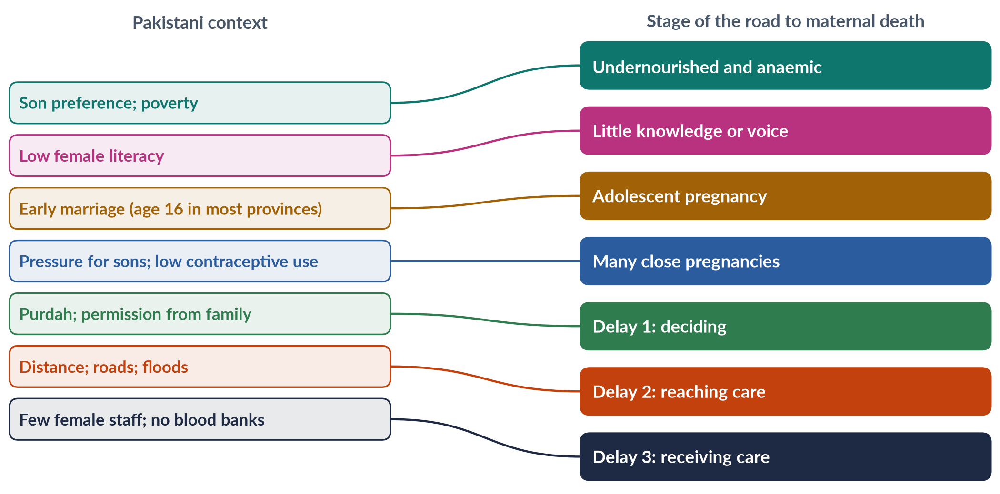 Pakistani context
Stage of the road to maternal death
Son preference; poverty
Undernourished and anaemic
Low female literacy
Little knowledge or voice
Early marriage (age 16 in most provinces)
Adolescent pregnancy
Pressure for sons; low contraceptive use
Many close pregnancies
Purdah; permission from family
Delay 1: deciding
Distance; roads; floods
Delay 2: reaching care
Few female staff; no blood banks
Delay 3: receiving care